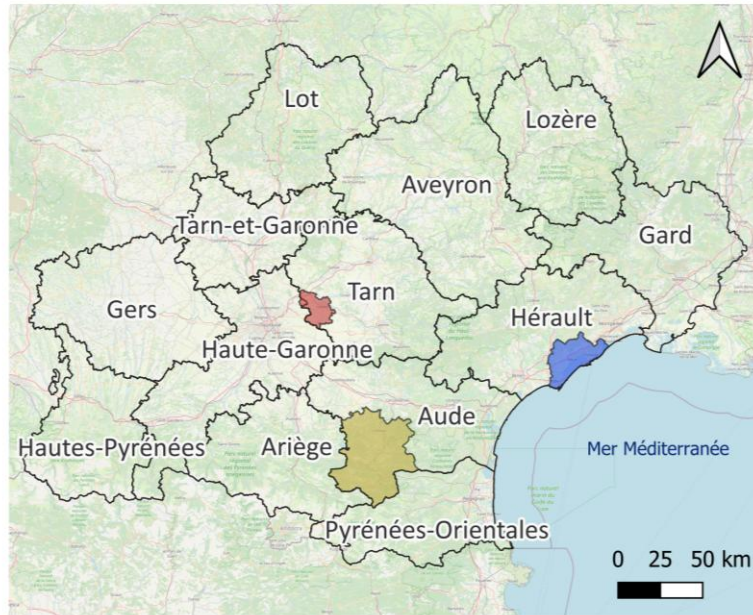 Lot
Lozère
Aveyron
Tarn-et-Garonne
Gard
Tarn
Gers
Hérault
Haute-Garonne
Aude
Hautes-Pyrénées
Ariège
Mer Méditerranée
Pyrénées-Orientales
0 25 50 km